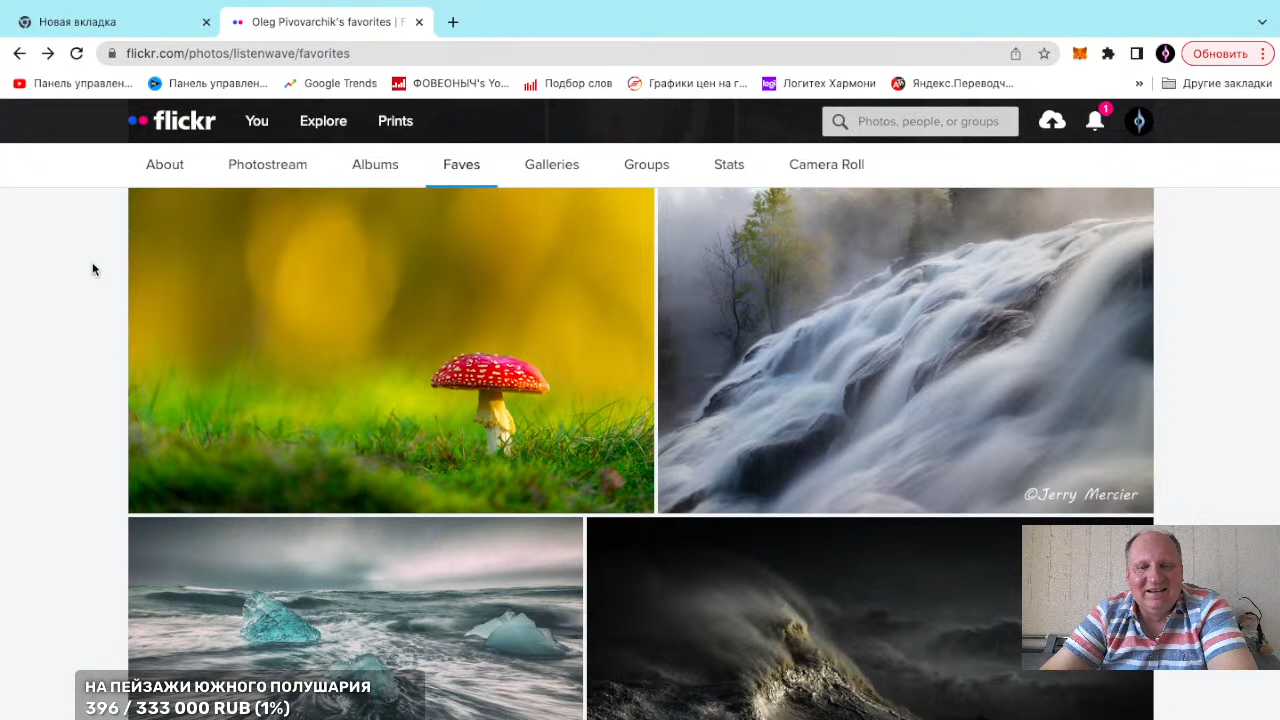 Новая вкладка
Oleg Pivovarchik's favorites | F
flickr.com/photos/listenwave/favorites
Обновить
Панель управлен...
Панель управлен...
Google Trends
ФОВЕОНЫЧ's Yo...
Подбор слов
Графики цен на г...
logi
Логитех Хармони
Яндекс.Переводч...
»
Другие закладки
flickr
You
Explore
Prints
Photos, people, or groups
1
About
Photostream
Albums
Faves
Galleries
Groups
Stats
Camera Roll
©Jerry Mercier
НА ПЕЙЗАЖИ ЮЖНОГО ПОЛУШАРИЯ
396 / 333 000 RUB (1%)